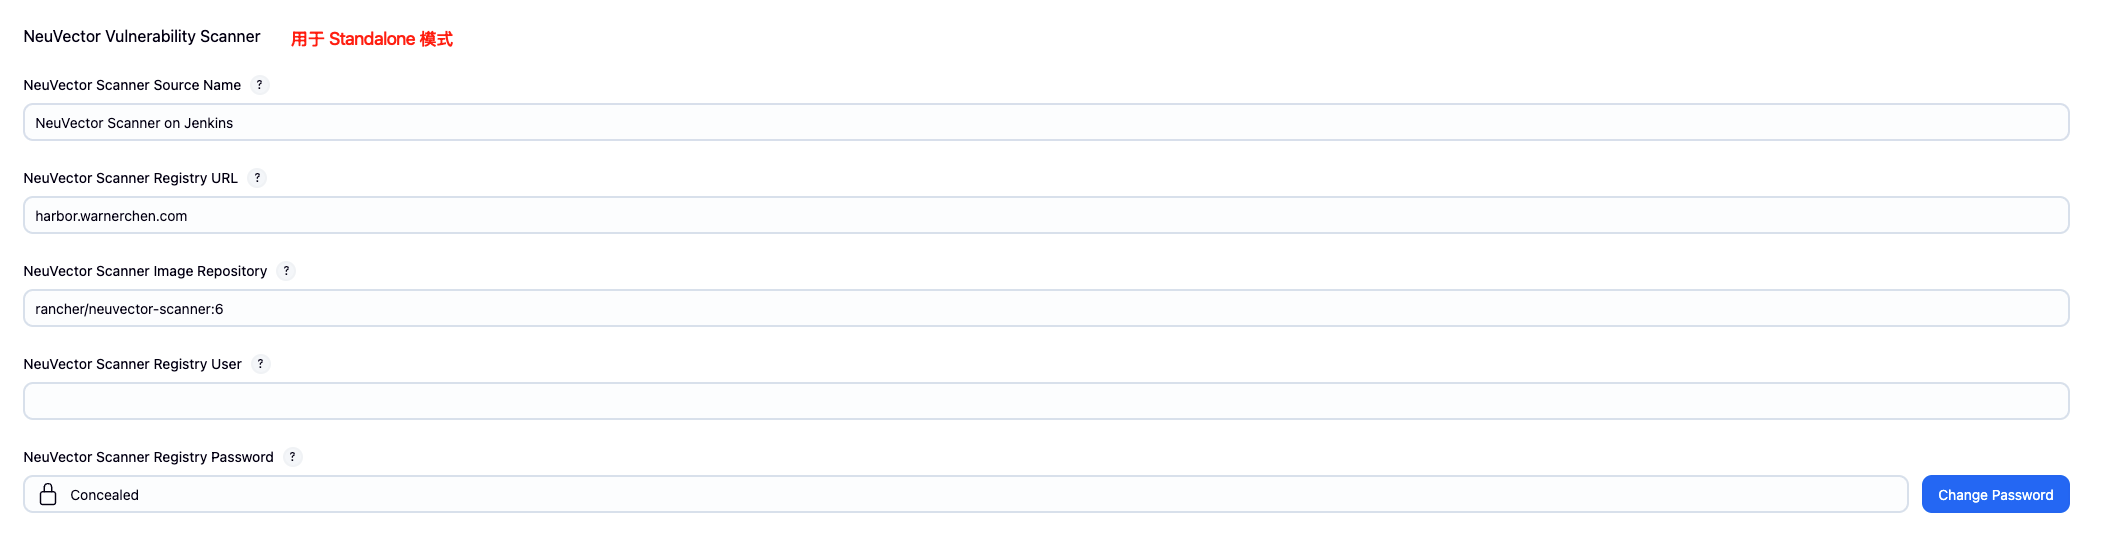 NeuVector Vulnerability Scanner 用于 Standalone 模式
NeuVector Scanner Source Name ?
NeuVector Scanner on Jenkins
NeuVector Scanner Registry URL ?
harbor.warnerchen.com
NeuVector Scanner Image Repository ?
rancher/neuvector-scanner:6
NeuVector Scanner Registry User ?
NeuVector Scanner Registry Password ?
Concealed Change Password